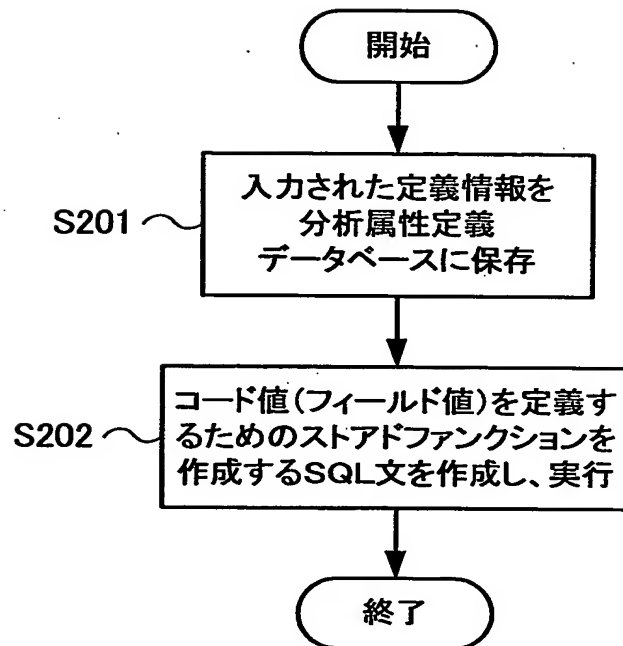 開始
S201
入力された定義情報を
分析属性定義
データベースに保存
S202
コード値(フィールド値)を定義す
るためのストアドファンクションを
作成するSQL文を作成し、実行
終了